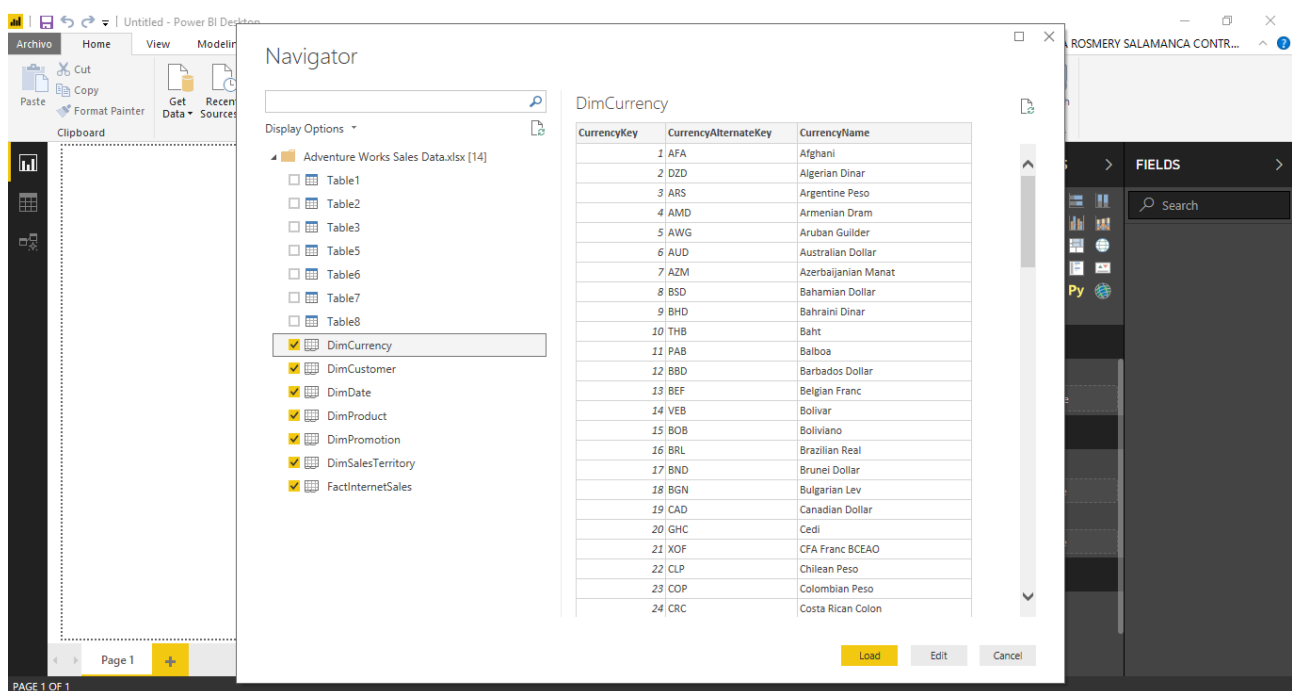 Untitled - Power BI Desktop
Archivo Home View Modelin
ROSMERY SALAMANCA CONTR...
Cut
Copy
Format Painter
Paste
Get Data
Recen
Sources
Clipboard
Navigator
Display Options
Adventure Works Sales Data.xlsx [14]
Table1
Table2
Table3
Table5
Table6
Table7
Table8
DimCurrency
DimCustomer
DimDate
DimProduct
DimPromotion
DimSalesTerritory
FactInternetSales
DimCurrency
CurrencyKey CurrencyAlternateKey CurrencyName
1 AFA Afghani
2 DZD Algerian Dinar
3 ARS Argentine Peso
4 AMD Armenian Dram
5 AWG Aruban Guilder
6 AUD Australian Dollar
7 AZM Azerbaijanian Manat
8 BSD Bahamian Dollar
9 BHD Bahraini Dinar
10 THB Baht
11 PAB Balboa
12 BBD Barbados Dollar
13 BEF Belgian Franc
14 VEB Bolivar
15 BOB Boliviano
16 BRL Brazilian Real
17 BND Brunei Dollar
18 BGN Bulgarian Lev
19 CAD Canadian Dollar
20 GHC Cedi
21 XOF CFA Franc BCEAO
22 CLP Chilean Peso
23 COP Colombian Peso
24 CRC Costa Rican Colon
Load Edit Cancel
FIELDS
Search
Py
Page 1
PAGE 1 OF 1